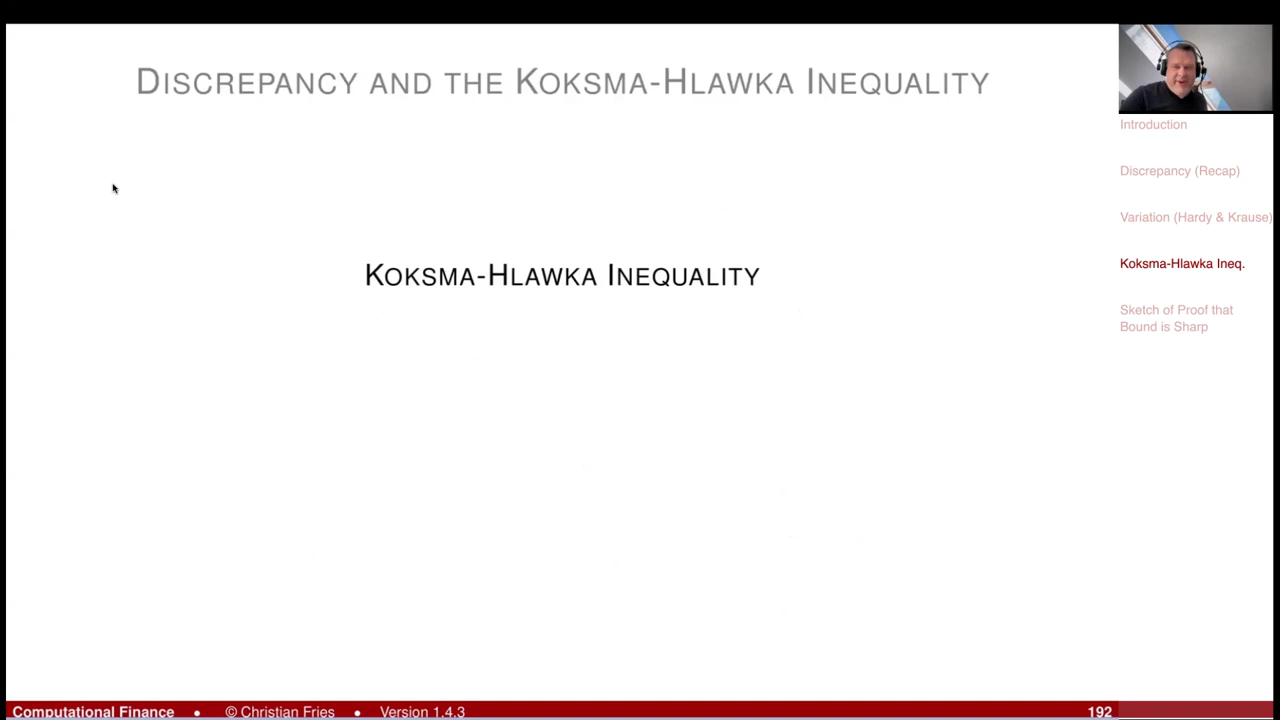 DISCREPANCY AND THE KOKSMA-HLAWKA INEQUALITY
KOKSMA-HLAWKA INEQUALITY
Introduction
Discrepancy (Recap)
Variation (Hardy & Krause)
Koksma-Hlawka Ineq.
Sketch of Proof that
Bound is Sharp
Computational Finance • © Christian Fries • Version 1.4.3 192